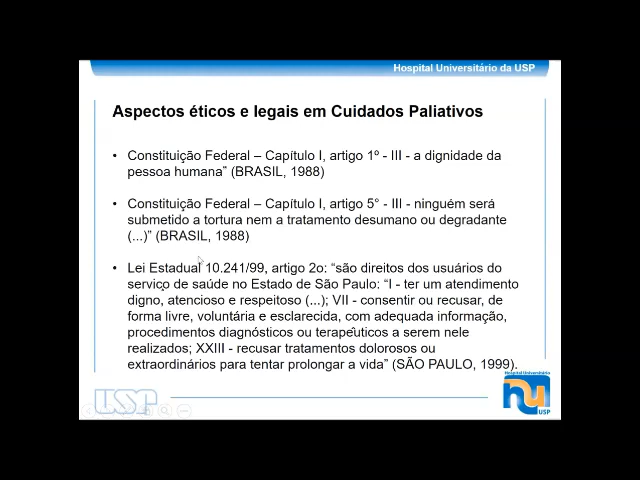 Hospital Universitário da USP
Aspectos éticos e legais em Cuidados Paliativos
• Constituição Federal – Capítulo I, artigo 1º - III - a dignidade da
pessoa humana” (BRASIL, 1988)
• Constituição Federal – Capítulo I, artigo 5° - III - ninguém será
submetido a tortura nem a tratamento desumano ou degradante
(...)” (BRASIL, 1988)
• Lei Estadual 10.241/99, artigo 2o: “são direitos dos usuários do
serviço de saúde no Estado de São Paulo: “I - ter um atendimento
digno, atencioso e respeitoso (...); VII - consentir ou recusar, de
forma livre, voluntária e esclarecida, com adequada informação,
procedimentos diagnósticos ou terapêuticos a serem nele
realizados; XXIII - recusar tratamentos dolorosos ou
extraordinários para tentar prolongar a vida” (SÃO PAULO, 1999).
Hospital Universitário
USP
hu
USP